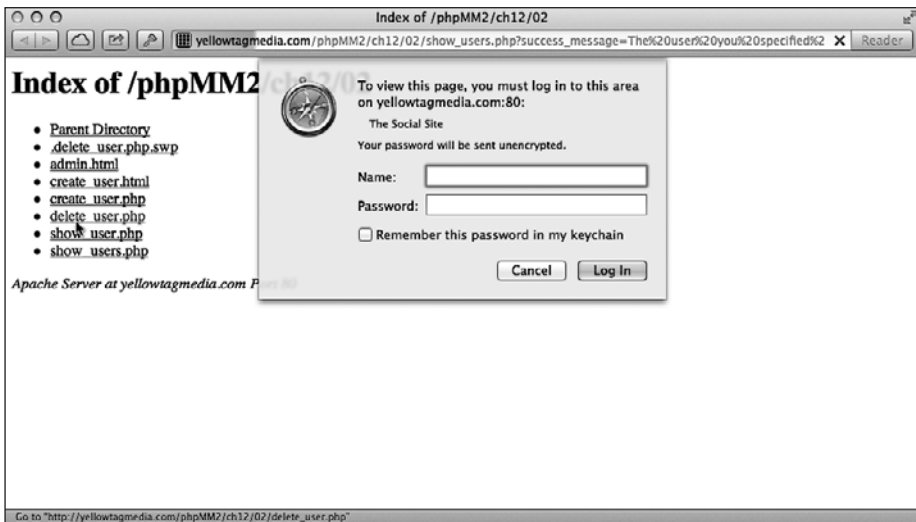 Index of /phpMM2/ch12/02
yellowtagmedia.com/phpMM2/ch12/02/show_users.php?success_message=The%20user%20you%20specified%2
Reader
Index of /phpMM2/ch12/02
To view this page, you must log in to this area
on yellowtagmedia.com:80:
The Social Site
Your password will be sent unencrypted.
Name:
Password:
Remember this password in my keychain
Cancel
Log In
Parent Directory
.delete_user.php.swp
admin.html
create_user.html
create_user.php
delete_user.php
show_user.php
show_users.php
Apache Server at yellowtagmedia.com Port 80
Go to "http://yellowtagmedia.com/phpMM2/ch12/02/delete_user.php"